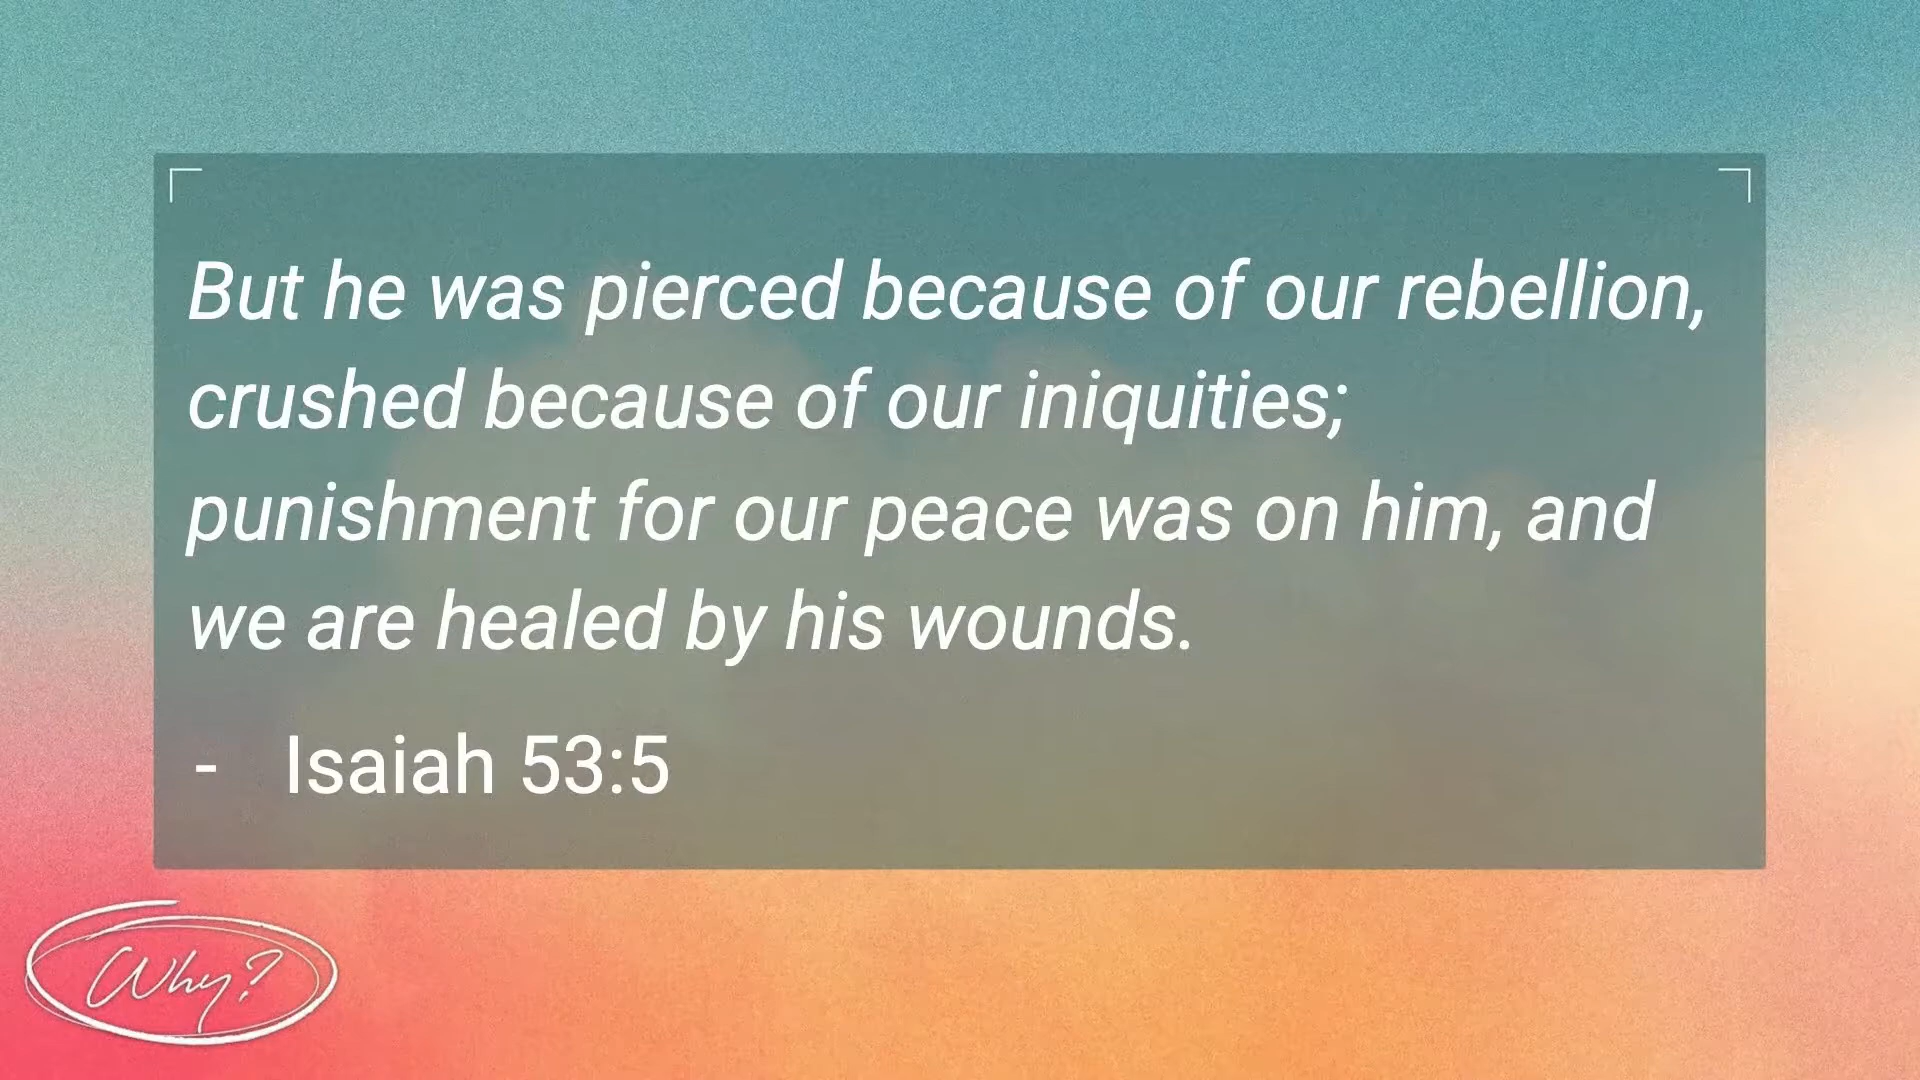 But he was pierced because of our rebellion,
crushed because of our iniquities;
punishment for our peace was on him, and
we are healed by his wounds.
- Isaiah 53:5
Why?